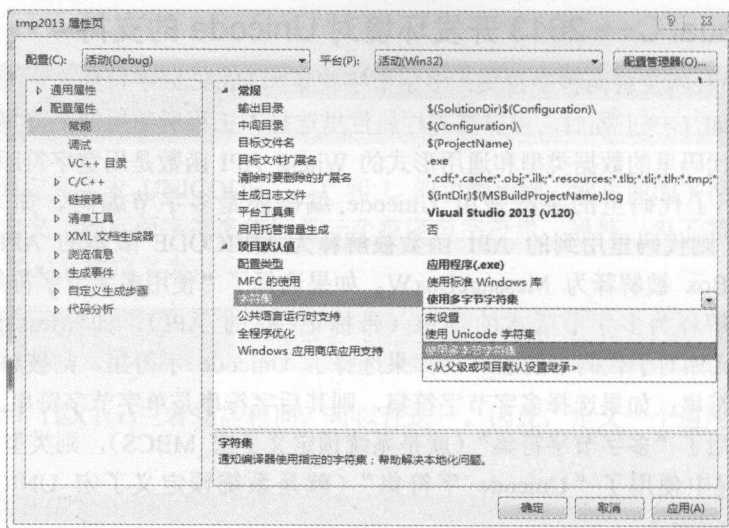 tmp2013 属性页
配置(C): 活动(Debug) 平台(P): 活动(Win32) 配置管理器(O)...
通用属性
配置属性
常规
调试
VC++ 目录
C/C++
链接器
清单工具
XML 文档生成器
浏览信息
生成事件
自定义生成步骤
代码分析
常规
输出目录 $(SolutionDir)$(Configuration)\
中间目录 $(Configuration)\
目标文件名 $(ProjectName)
目标文件扩展名 exe
清除时要删除的扩展名 *.cdf;*.cache;*.obj;*.ilk;*.resources;*.tlb;*.tli;*.tlh;*.tmp;*
生成日志文件 $(IntDir)$(MSBuildProjectName).log
平台工具集 Visual Studio 2013 (v120)
启用托管增量生成 否
项目默认值
配置类型 应用程序(.exe)
MFC 的使用 使用标准 Windows 库
字符集 使用多字节字符集
公共语言运行时支持 未设置
全程序优化 使用 Unicode 字符集
Windows 应用商店应用支持 使用多字节字符集
<从父级或项目默认设置继承>
字符集
通知编译器使用指定的字符集；帮助解决本地化问题。
确定 取消 应用(A)